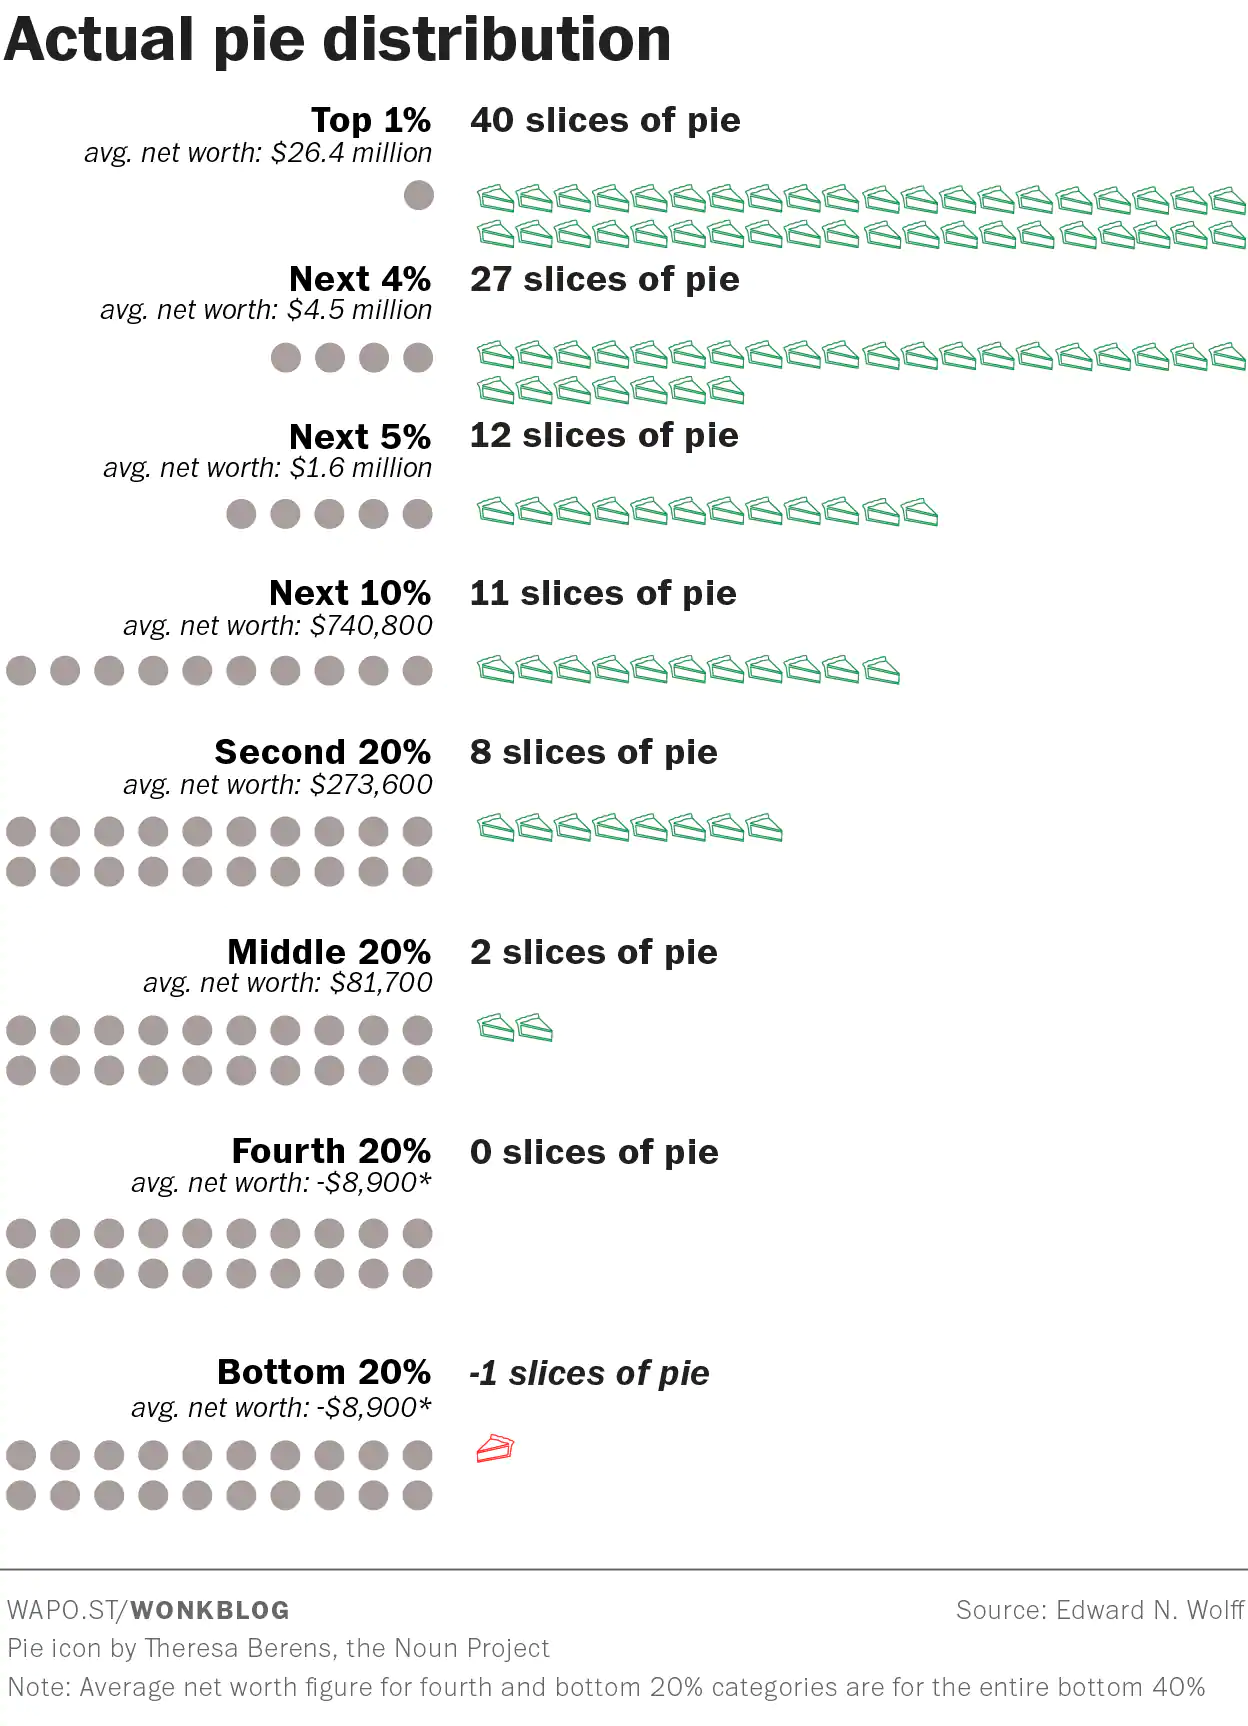 Actual pie distribution
Top 1% 40 slices of pie
avg. net worth: $26.4 million
Next 4% 27 slices of pie
avg. net worth: $4.5 million
Next 5% 12 slices of pie
avg. net worth: $1.6 million
Next 10% 11 slices of pie
avg. net worth: $740,800
Second 20% 8 slices of pie
avg. net worth: $273,600
Middle 20% 2 slices of pie
avg. net worth: $81,700
Fourth 20% 0 slices of pie
avg. net worth: -$8,900*
Bottom 20% -1 slices of pie
avg. net worth: -$8,900*
WAPO.ST/WONKBLOG Source: Edward N. Wolff
Pie icon by Theresa Berens, the Noun Project
Note: Average net worth figure for fourth and bottom 20% categories are for the entire bottom 40%